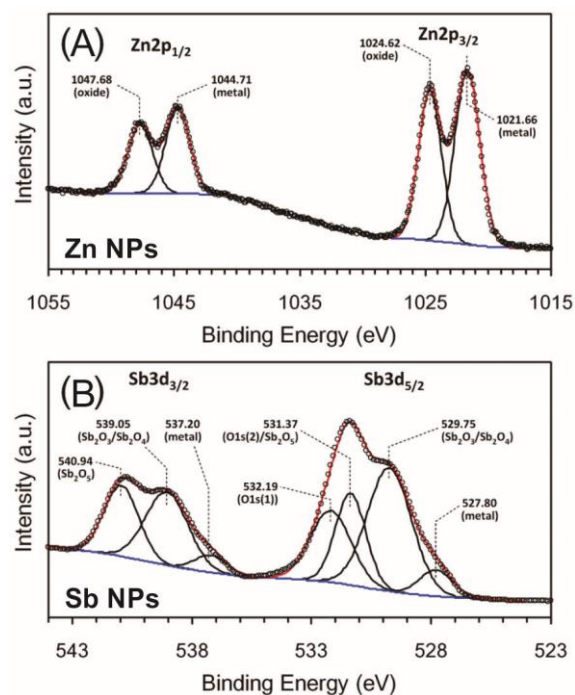 (A)
Zn2p1/2
Zn2p3/2
1047.68
(oxide)
1044.71
(metal)
1024.62
(oxide)
1021.66
(metal)
Intensity (a.u.)
Zn NPs
1055 1045 1035 1025 1015
Binding Energy (eV)
(B)
Sb3d3/2
Sb3d5/2
539.05
(Sb2O3/Sb2O4)
537.20
(metal)
540.94
(Sb2O5)
531.37
(O1s(2)/Sb2O5)
532.19
(O1s(1))
529.75
(Sb2O3/Sb2O4)
527.80
(metal)
Intensity (a.u.)
Sb NPs
543 538 533 528 523
Binding Energy (eV)